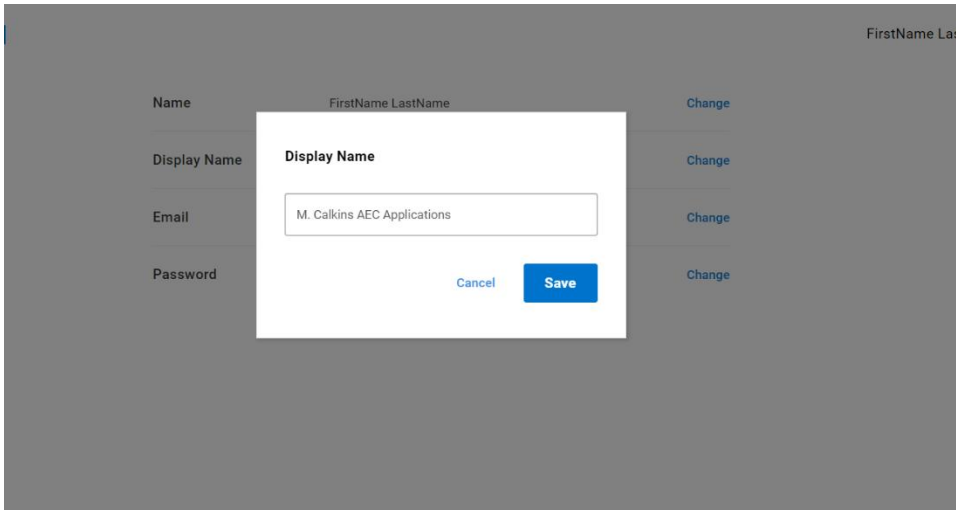 FirstName Las
Name FirstName LastName Change
Display Name Change
Email Change
Password Change
Display Name
M. Calkins AEC Applications
Cancel Save